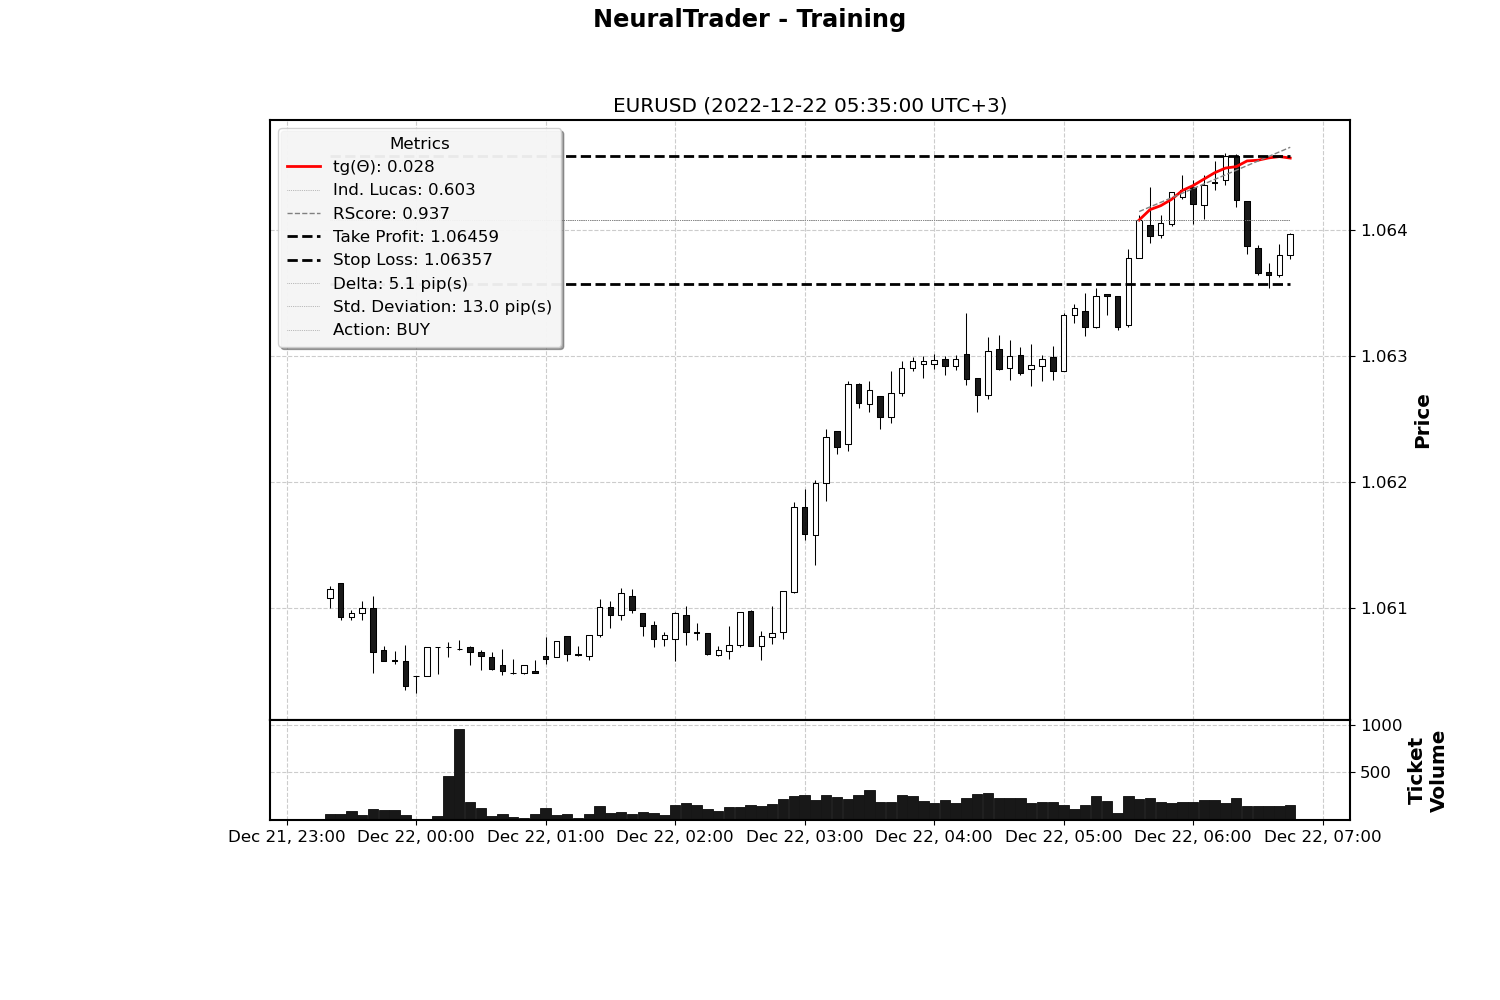 NeuralTrader - Training
EURUSD (2022-12-22 05:35:00 UTC+3)
Metrics
tg(Θ): 0.028
Ind. Lucas: 0.603
RScore: 0.937
Take Profit: 1.06459
Stop Loss: 1.06357
Delta: 5.1 pip(s)
Std. Deviation: 13.0 pip(s)
Action: BUY
1.064
1.063
1.062
1.061
Price
1000
500
Ticket
Volume
Dec 21, 23:00 Dec 22, 00:00 Dec 22, 01:00 Dec 22, 02:00 Dec 22, 03:00 Dec 22, 04:00 Dec 22, 05:00 Dec 22, 06:00 Dec 22, 07:00